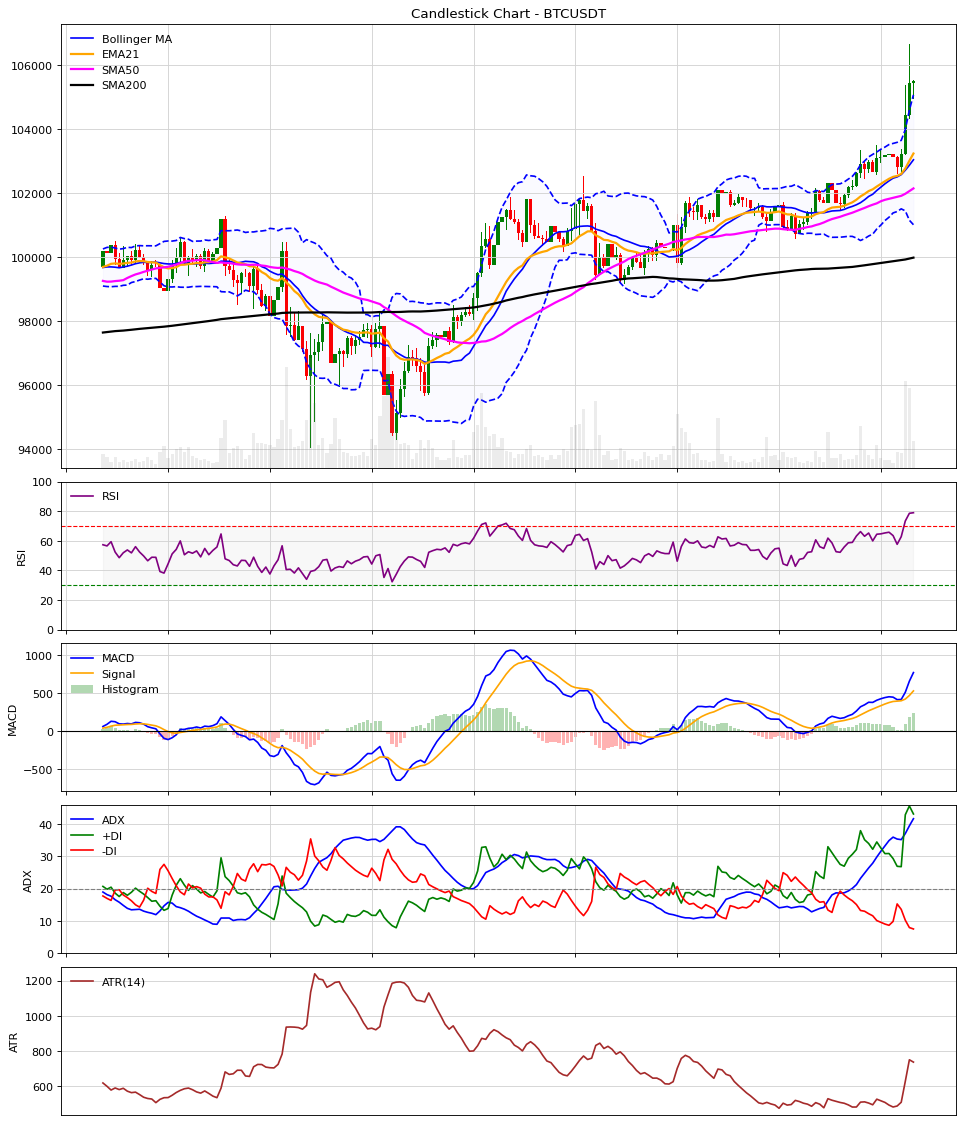 Candlestick Chart - BTCUSDT
Bollinger MA
EMA21
SMA50
SMA200
106000
104000
102000
100000
98000
96000
94000
RSI
100
80
60
40
20
0
RSI
MACD
Signal
Histogram
1000
500
0
−500
MACD
ADX
+DI
-DI
40
30
20
10
0
ADX
ATR(14)
1200
1000
800
600
ATR